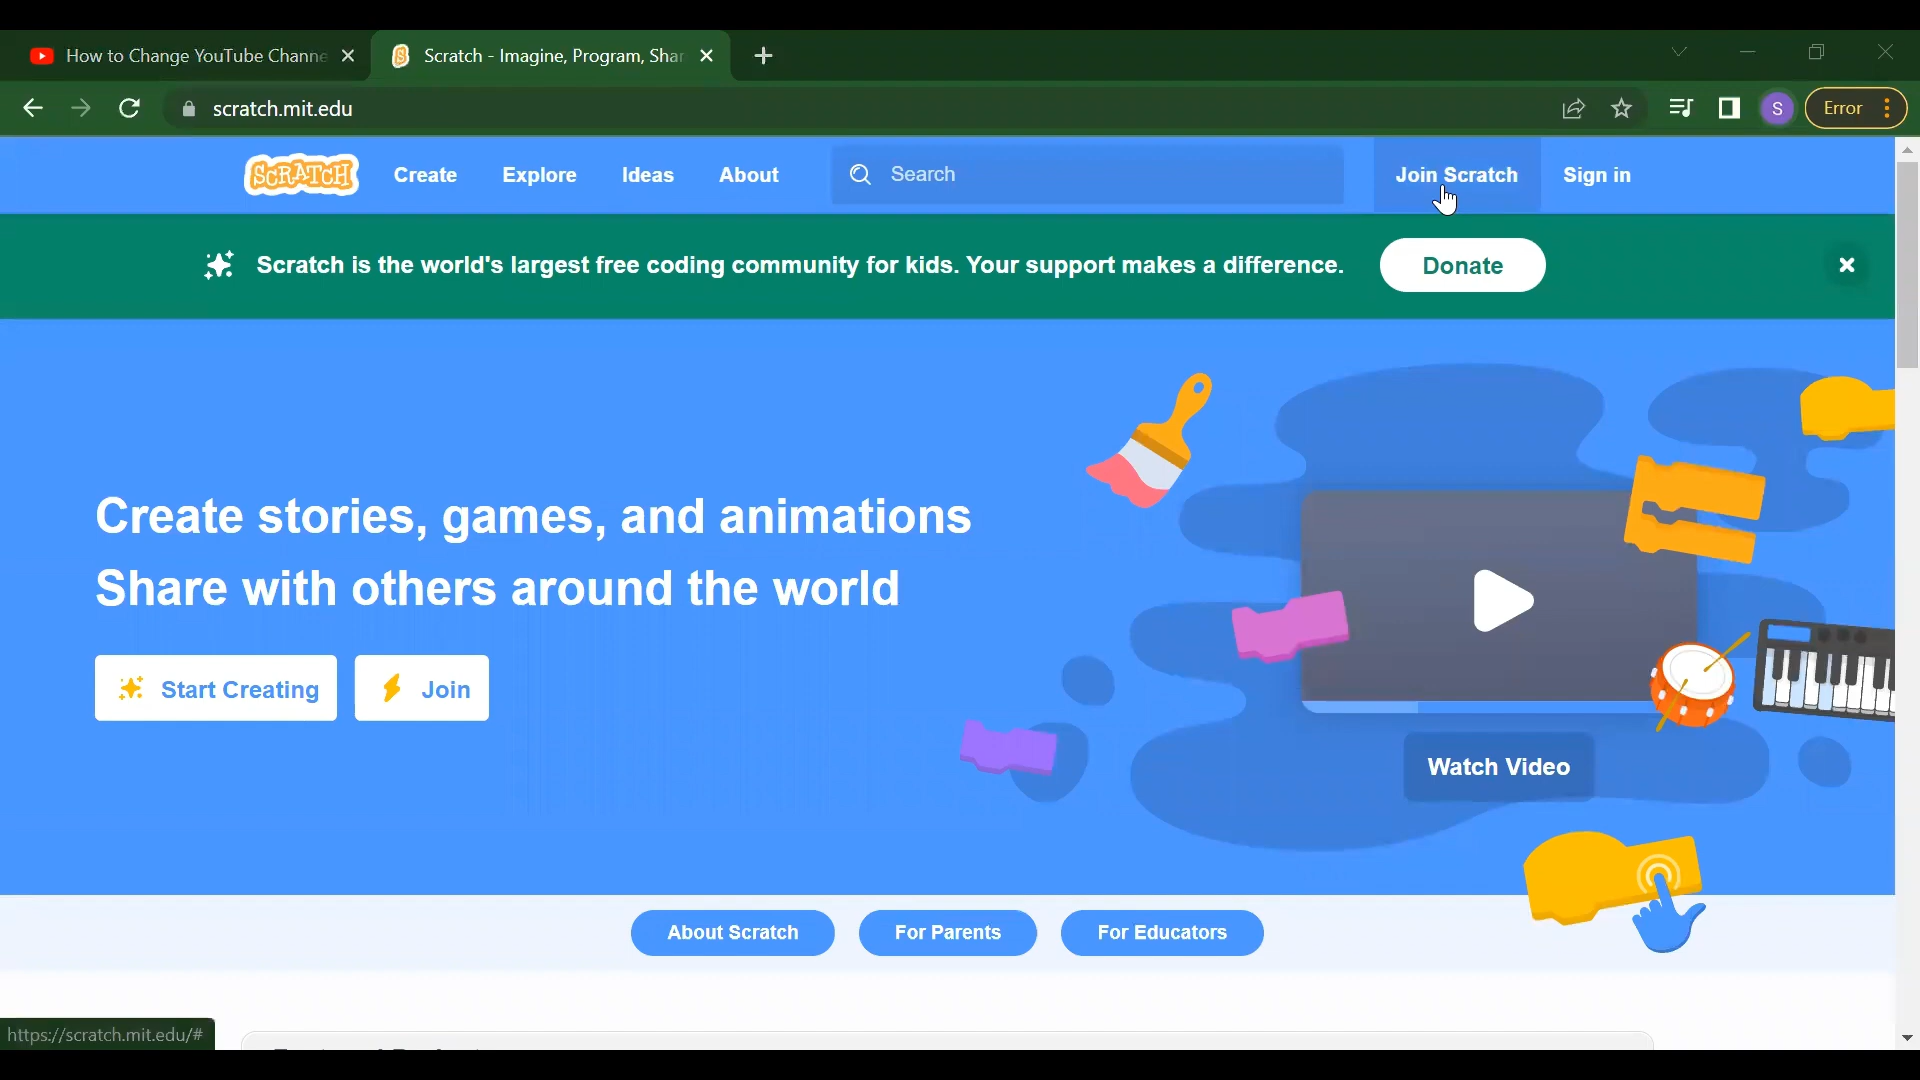 How to Change YouTube Channe
Scratch - Imagine, Program, Shar
scratch.mit.edu
S
Error
SCRATCH
Create
Explore
Ideas
About
Search
Join Scratch
Sign in
Scratch is the world's largest free coding community for kids. Your support makes a difference.
Donate
Create stories, games, and animations
Share with others around the world
Start Creating
Join
Watch Video
About Scratch
For Parents
For Educators
https://scratch.mit.edu/#